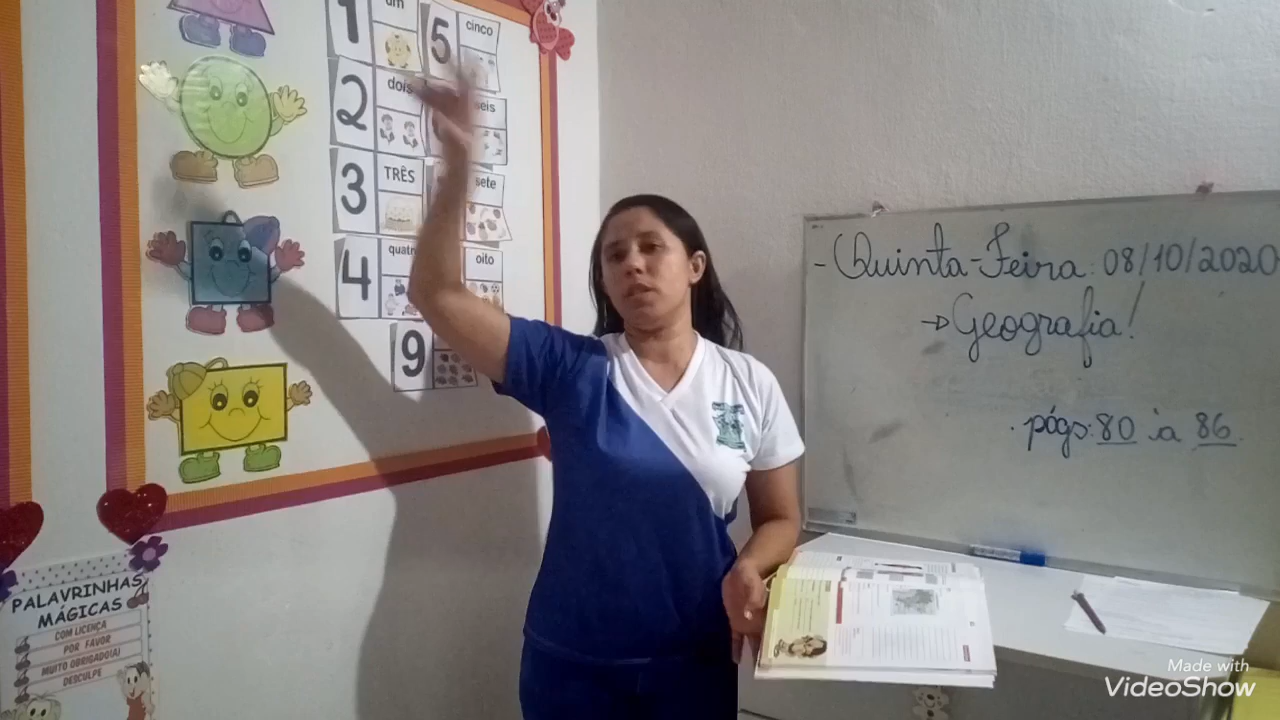 1
um
5
cinco
2
dois
seis
3
TRÊS
sete
4
oito
9
- Quinta-Feira: 08/10/2020
→ Geografia!
. págs: 80 à 86
PALAVRINHAS
MÁGICAS
COM LICENÇA
POR FAVOR
MUITO OBRIGADO(A)
DESCULPE
Made with
VideoShow